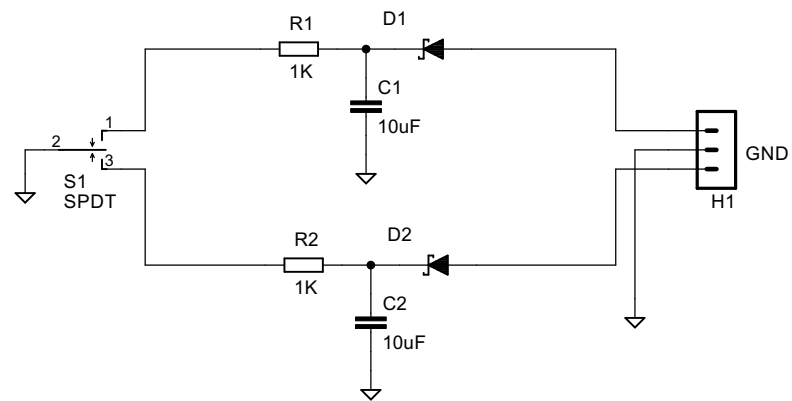 R1
1K
D1
C1
10uF
1
2
3
S1
SPDT
GND
H1
R2
1K
D2
C2
10uF